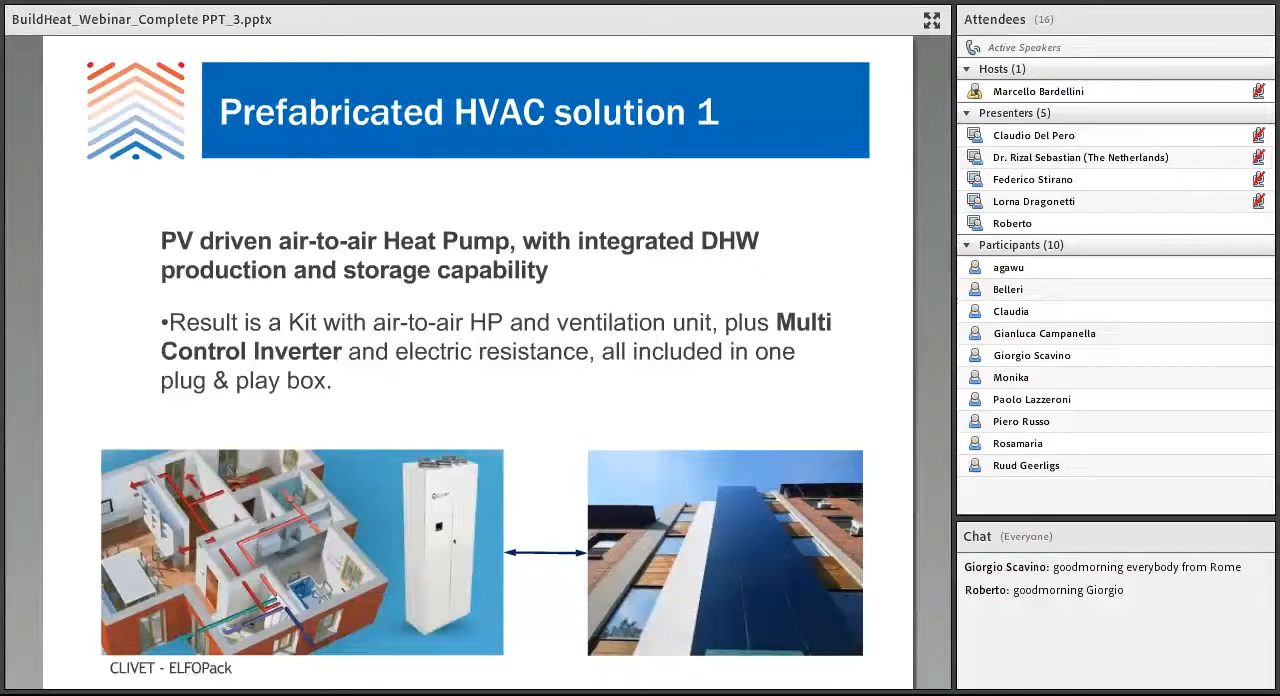 BuildHeat_Webinar_Complete PPT_3.pptx
Prefabricated HVAC solution 1
PV driven air-to-air Heat Pump, with integrated DHW
production and storage capability
•Result is a Kit with air-to-air HP and ventilation unit, plus Multi
Control Inverter and electric resistance, all included in one
plug & play box.
CLIVET - ELFOPack
Attendees (16)
Active Speakers
Hosts (1)
Marcello Bardellini
Presenters (5)
Claudio Del Pero
Dr. Rizal Sebastian (The Netherlands)
Federico Stirano
Lorna Dragonetti
Roberto
Participants (10)
agawu
Belleri
Claudia
Gianluca Campanella
Giorgio Scavino
Monika
Paolo Lazzeroni
Piero Russo
Rosamaria
Ruud Geerligs
Chat (Everyone)
Giorgio Scavino: goodmorning everybody from Rome
Roberto: goodmorning Giorgio